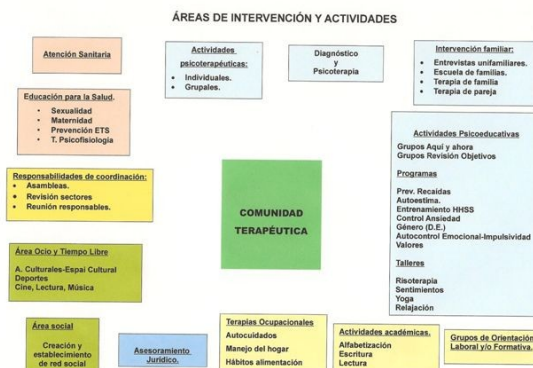 ÁREAS DE INTERVENCIÓN Y ACTIVIDADES
Atención Sanitaria
Actividades
psicoterapéuticas:
• Individuales.
• Grupales.
Diagnóstico
y
Psicoterapia
Intervención familiar:
• Entrevistas unifamiliares.
• Escuela de familias.
• Terapia de familia
• Terapia de pareja
Educación para la Salud.
• Sexualidad
• Maternidad
• Prevención ETS
• T. Psicofisiología
Actividades Psicoeducativas
Grupos Aquí y ahora
Grupos Revisión Objetivos
Programas
Prev. Recaídas
Autoestima.
Entrenamiento HHSS
Control Ansiedad
Género (D.E.)
Autocontrol Emocional-Impulsividad
Valores
Talleres
Risoterapia
Sentimientos
Yoga
Relajación
Responsabilidades de coordinación:
• Asambleas.
• Revisión sectores
• Reunión responsables.
COMUNIDAD
TERAPÉUTICA
Área Ocio y Tiempo Libre
A. Culturales-Espai Cultural
Deportes
Cine, Lectura, Música
Área social
Creación y
establecimiento
de red social
Asesoramiento
Jurídico.
Terapias Ocupacionales
Autocuidados
Manejo del hogar
Hábitos alimentación
Actividades académicas.
Alfabetización
Escritura
Lectura
Grupos de Orientación
Laboral y/o Formativa.